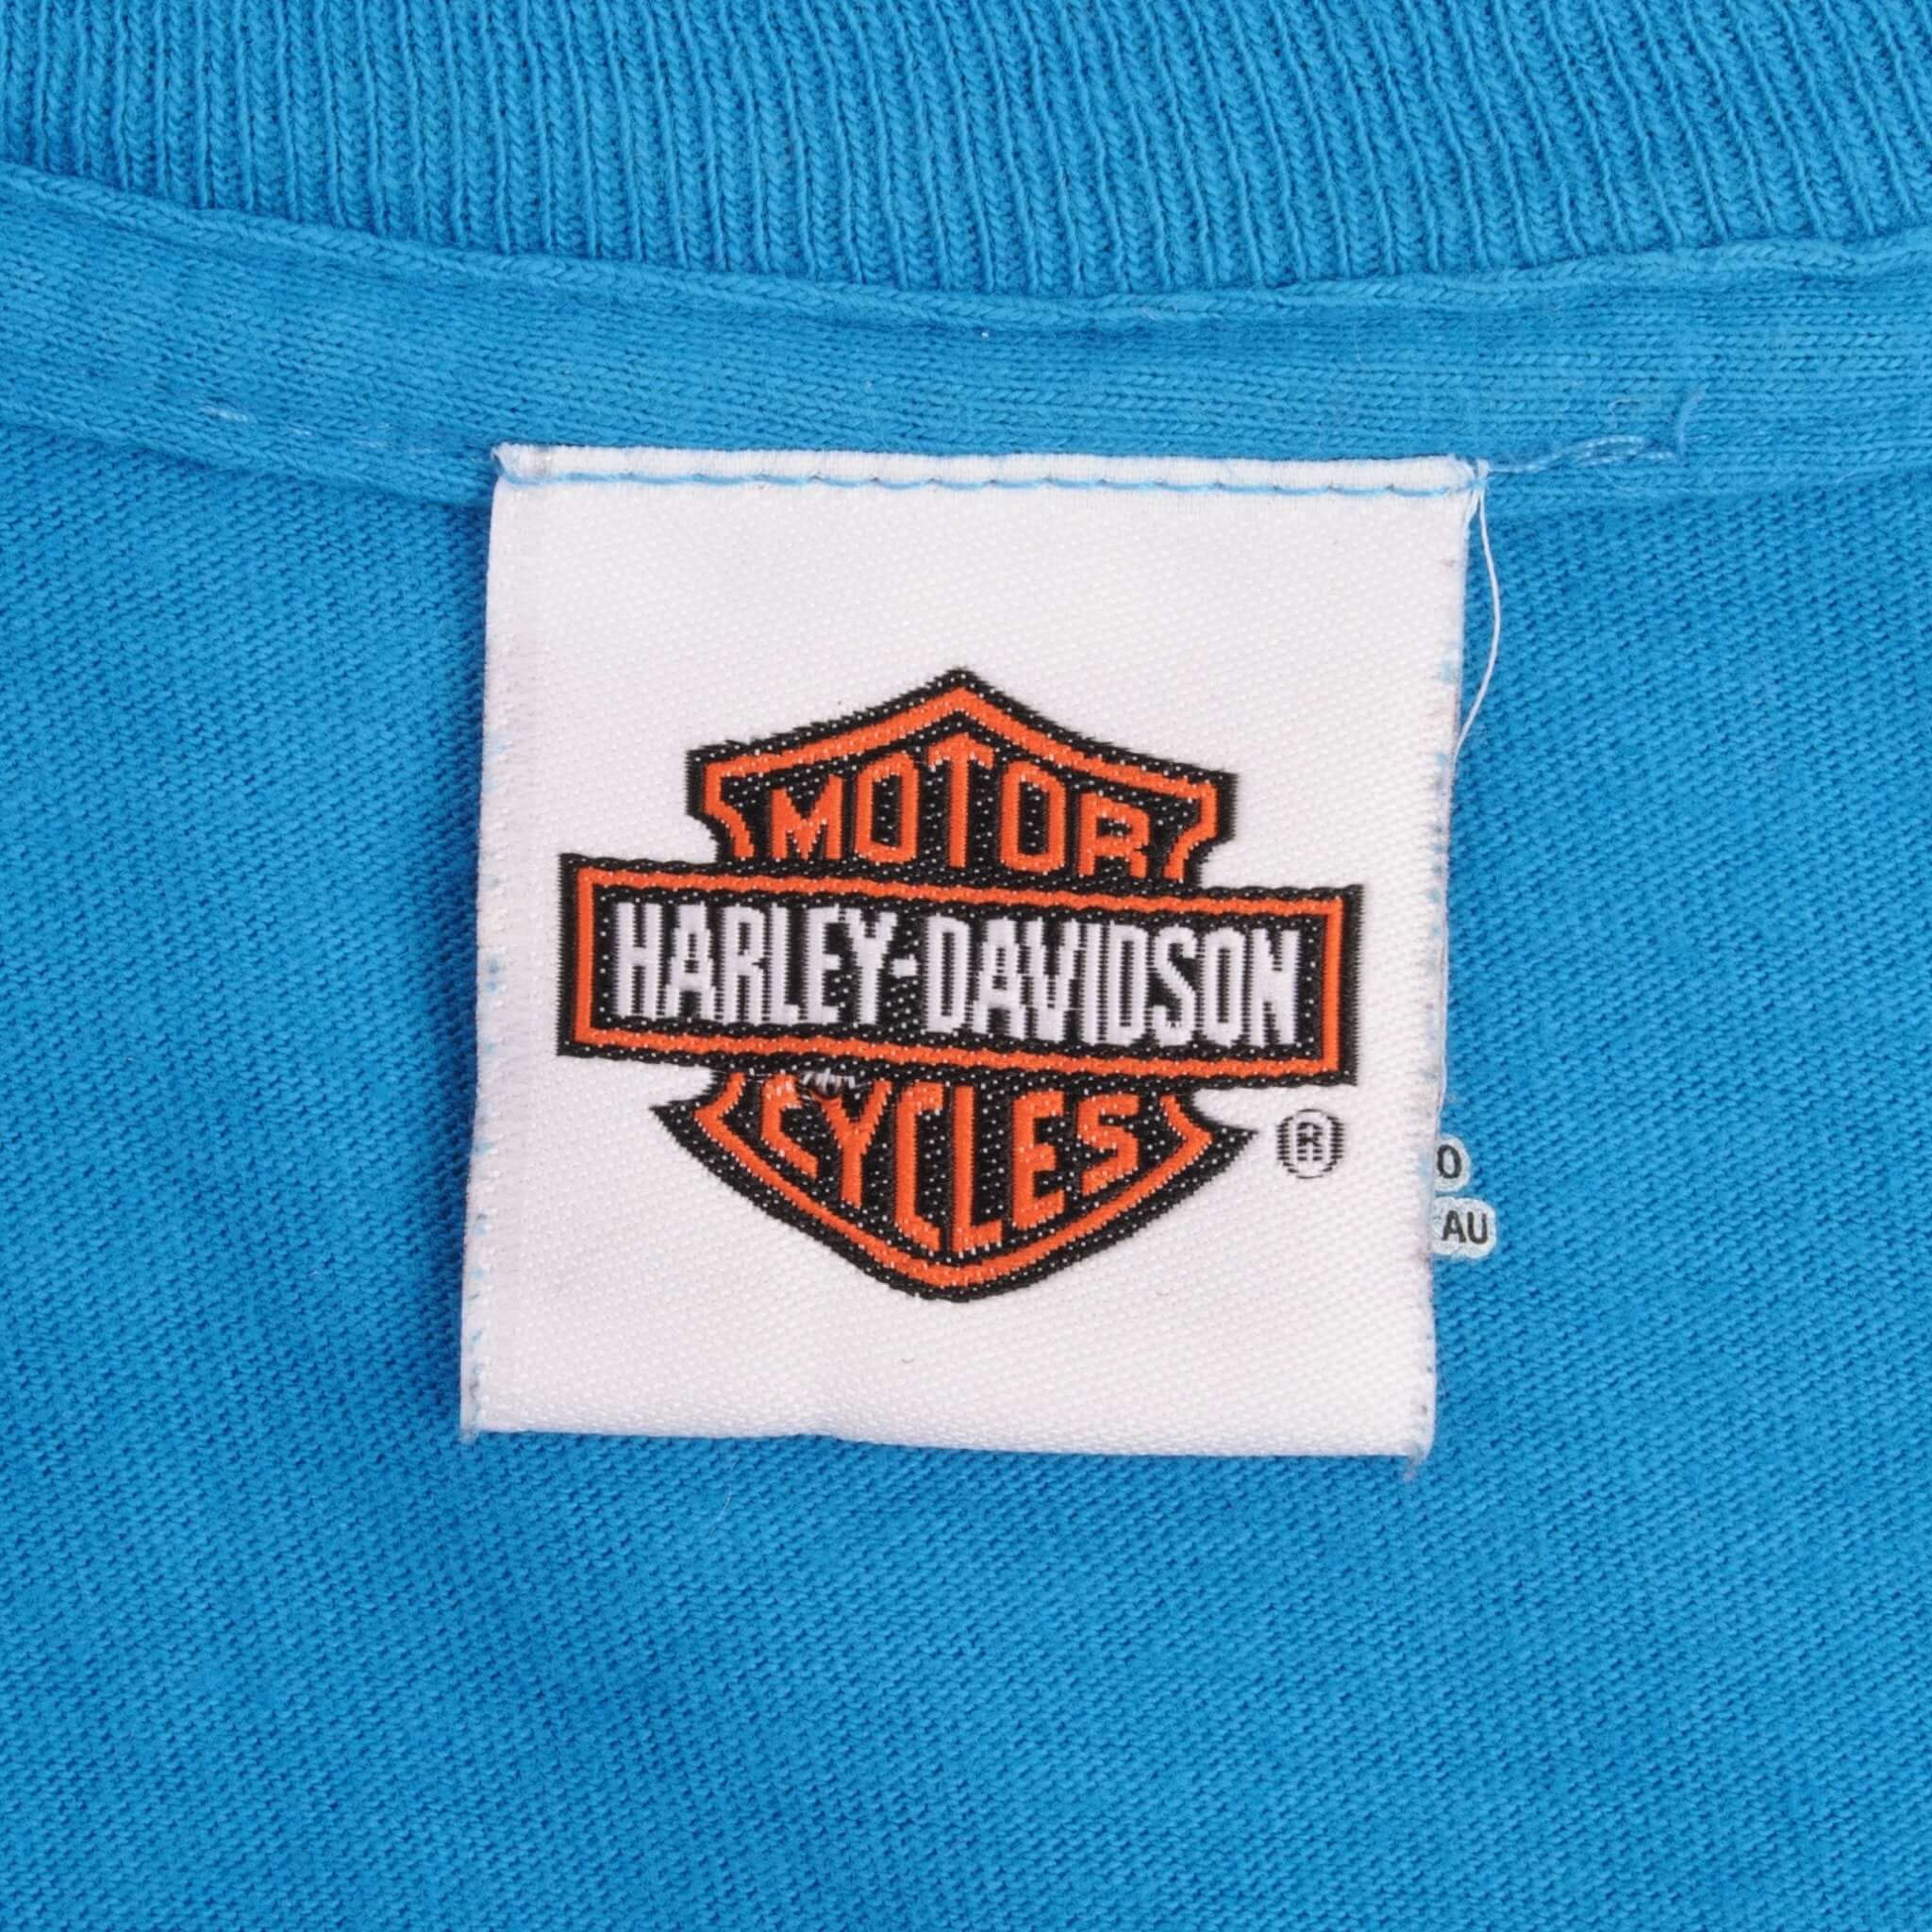 MOTOR
HARLEY-DAVIDSON
CYCLES
®
O
AU